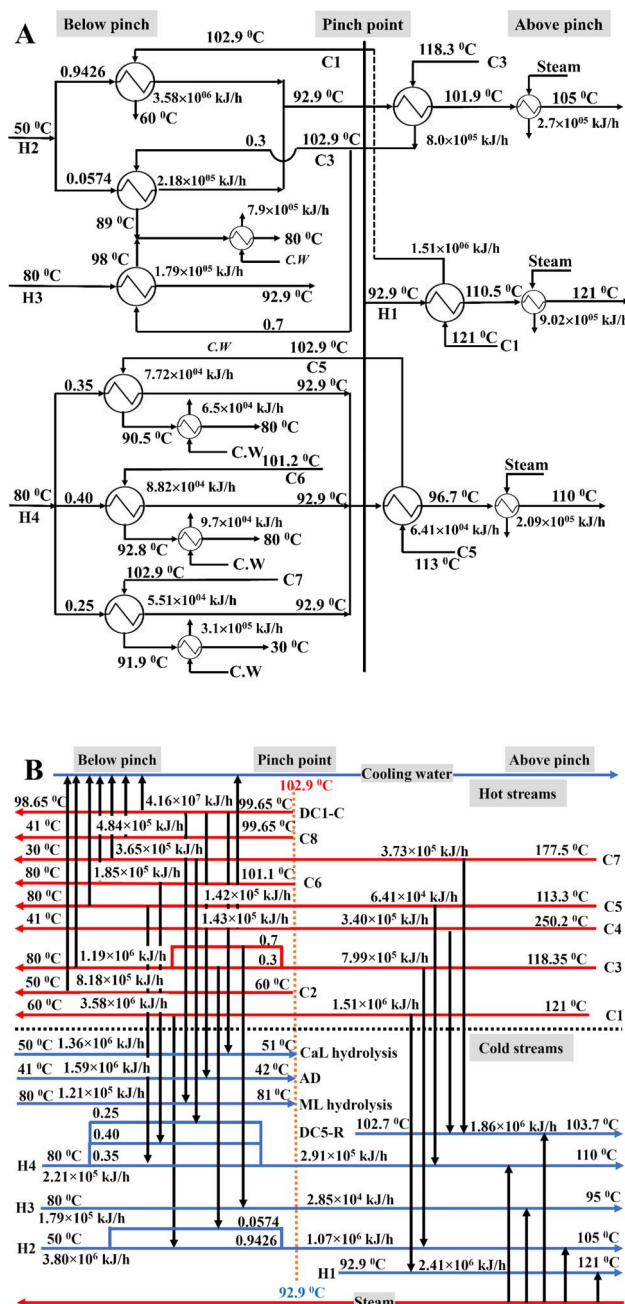 A
Below pinch
Pinch point
Above pinch
102.9 ⁰C
C1
118.3 ⁰C
C3
Steam
0.9426
3.58×10⁰⁶ kJ/h
60 ⁰C
92.9 ⁰C
101.9 ⁰C
105 ⁰C
50 ⁰C
H2
0.3
102.9 ⁰C
C3
8.0×10⁰⁵ kJ/h
2.7×10⁰⁵ kJ/h
0.0574
2.18×10⁰⁵ kJ/h
89 ⁰C
7.9×10⁰⁵ kJ/h
80 ⁰C
C.W
98 ⁰C
1.51×10⁰⁶ kJ/h
Steam
80 ⁰C
H3
1.79×10⁰⁵ kJ/h
92.9 ⁰C
92.9 ⁰C
H1
110.5 ⁰C
121 ⁰C
0.7
121 ⁰C
C1
9.02×10⁰⁵ kJ/h
C.W
102.9 ⁰C
C5
7.72×10⁰⁴ kJ/h
0.35
92.9 ⁰C
6.5×10⁰⁴ kJ/h
90.5 ⁰C
80 ⁰C
C.W
101.2 ⁰C
C6
Steam
80 ⁰C
H4
0.40
8.82×10⁰⁴ kJ/h
92.9 ⁰C
96.7 ⁰C
110 ⁰C
9.7×10⁰⁴ kJ/h
6.41×10⁰⁴ kJ/h
2.09×10⁰⁵ kJ/h
92.8 ⁰C
80 ⁰C
C.W
C5
113 ⁰C
102.9 ⁰C
C7
0.25
5.51×10⁰⁴ kJ/h
92.9 ⁰C
3.1×10⁰⁵ kJ/h
91.9 ⁰C
30 ⁰C
C.W
B
Below pinch
Pinch point
Above pinch
Cooling water
102.9 ⁰C
Hot streams
98.65 ⁰C
4.16×10⁷ kJ/h
99.65 ⁰C
DC1-C
41 ⁰C
4.84×10⁵ kJ/h
99.65 ⁰C
C8
30 ⁰C
3.65×10⁵ kJ/h
3.73×10⁵ kJ/h
177.5 ⁰C
C7
80 ⁰C
1.85×10⁵ kJ/h
101.1 ⁰C
C6
80 ⁰C
1.42×10⁵ kJ/h
6.41×10⁴ kJ/h
113.3 ⁰C
C5
41 ⁰C
1.43×10⁵ kJ/h
3.40×10⁵ kJ/h
250.2 ⁰C
C4
0.7
80 ⁰C
1.19×10⁶ kJ/h
0.3
7.99×10⁵ kJ/h
118.35 ⁰C
C3
50 ⁰C
8.18×10⁵ kJ/h
60 ⁰C
C2
60 ⁰C
3.58×10⁶ kJ/h
1.51×10⁶ kJ/h
121 ⁰C
C1
50 ⁰C
1.36×10⁶ kJ/h
51 ⁰C
CaL hydrolysis
Cold streams
41 ⁰C
1.59×10⁶ kJ/h
42 ⁰C
AD
80 ⁰C
1.21×10⁵ kJ/h
81 ⁰C
ML hydrolysis
0.25
DC5-R
102.7 ⁰C
1.86×10⁶ kJ/h
103.7 ⁰C
0.40
H4
80 ⁰C
0.35
2.91×10⁵ kJ/h
110 ⁰C
2.21×10⁵ kJ/h
H3
80 ⁰C
2.85×10⁴ kJ/h
95 ⁰C
1.79×10⁵ kJ/h
0.0574
H2
50 ⁰C
0.9426
1.07×10⁶ kJ/h
105 ⁰C
3.80×10⁶ kJ/h
H1
92.9 ⁰C
2.41×10⁶ kJ/h
121 ⁰C
92.9 ⁰C
Steam